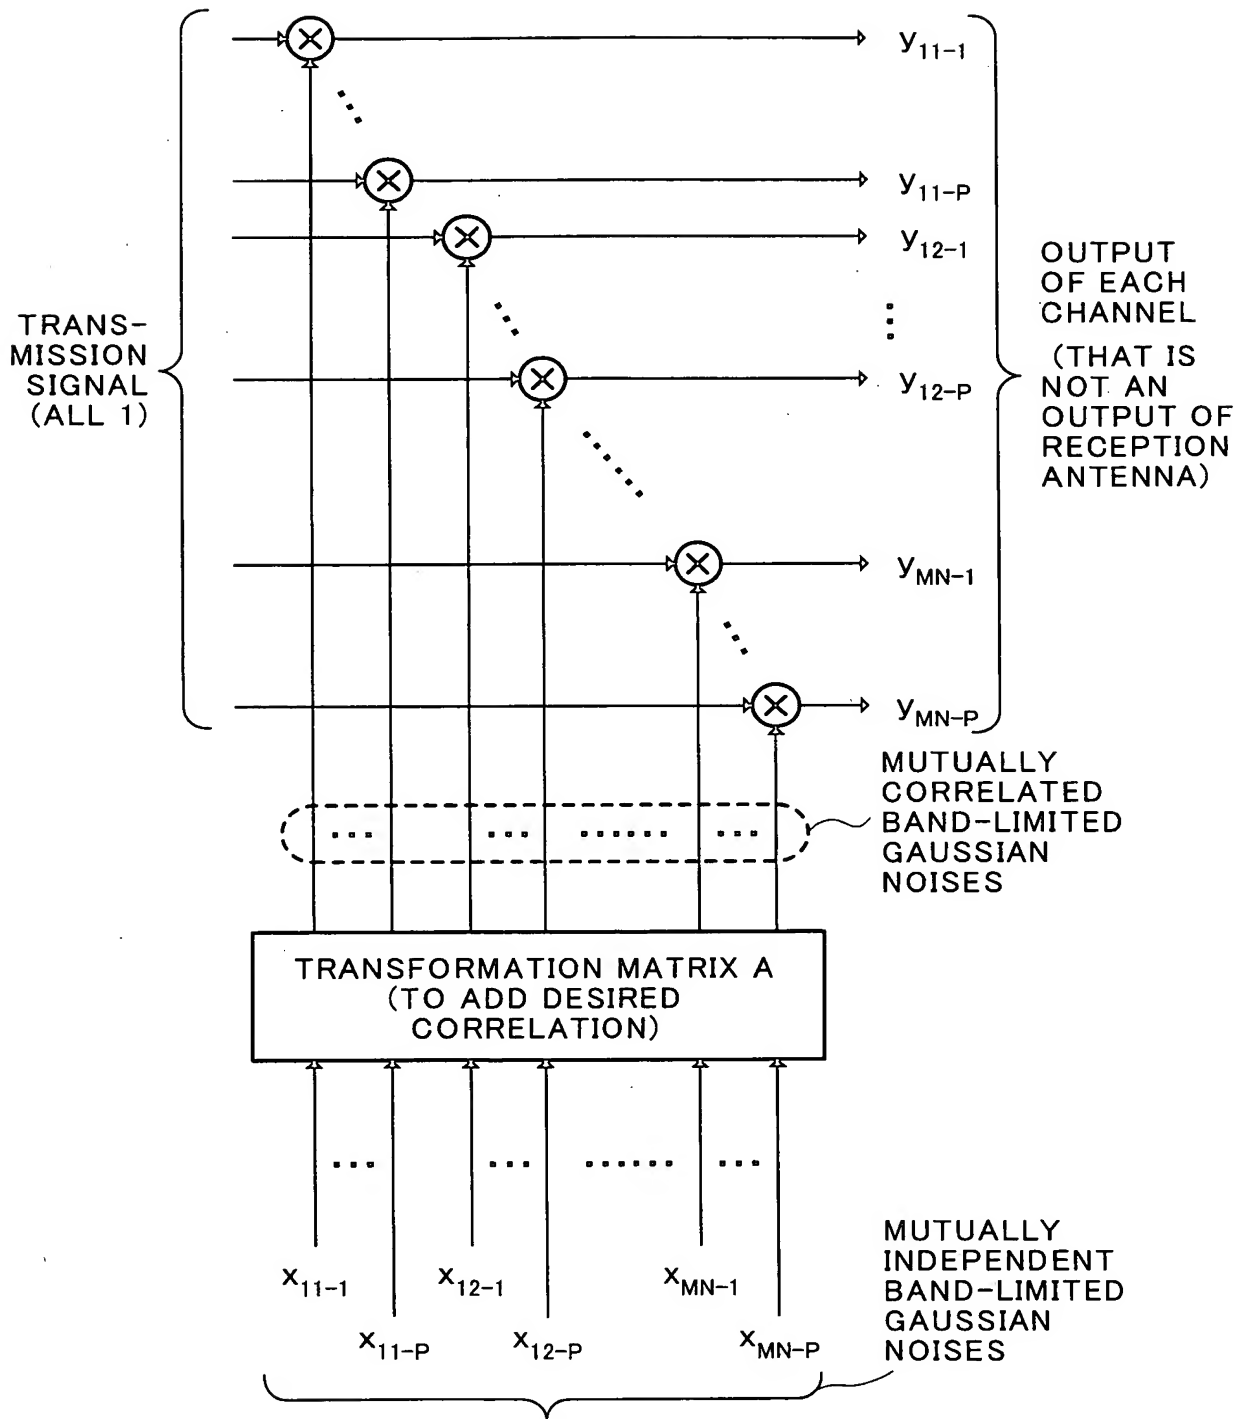 y11-1
y11-P
y12-1
y12-P
yMN-1
yMN-P
TRANS-
MISSION
SIGNAL
(ALL 1)
OUTPUT
OF EACH
CHANNEL
(THAT IS
NOT AN
OUTPUT OF
RECEPTION
ANTENNA)
MUTUALLY
CORRELATED
BAND-LIMITED
GAUSSIAN
NOISES
TRANSFORMATION MATRIX A
(TO ADD DESIRED
CORRELATION)
x11-1
x12-1
xMN-1
x11-P
x12-P
xMN-P
MUTUALLY
INDEPENDENT
BAND-LIMITED
GAUSSIAN
NOISES